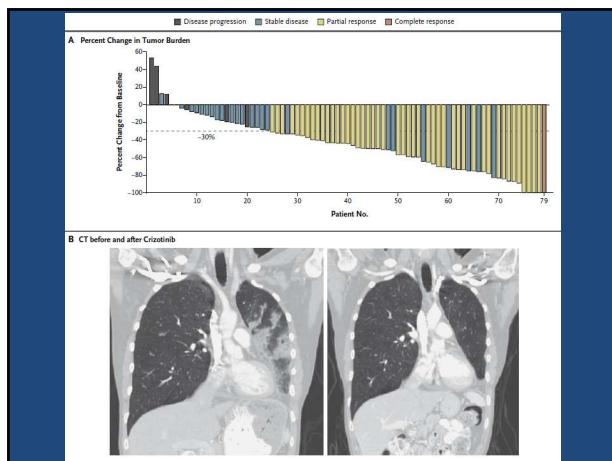 Disease progression Stable disease Partial response Complete response
A Percent Change in Tumor Burden
Percent Change from Baseline
60
40
20
0
−20
−40
−60
−80
−100
−30%
10 20 30 40 50 60 70 79
Patient No.
B CT before and after Crizotinib